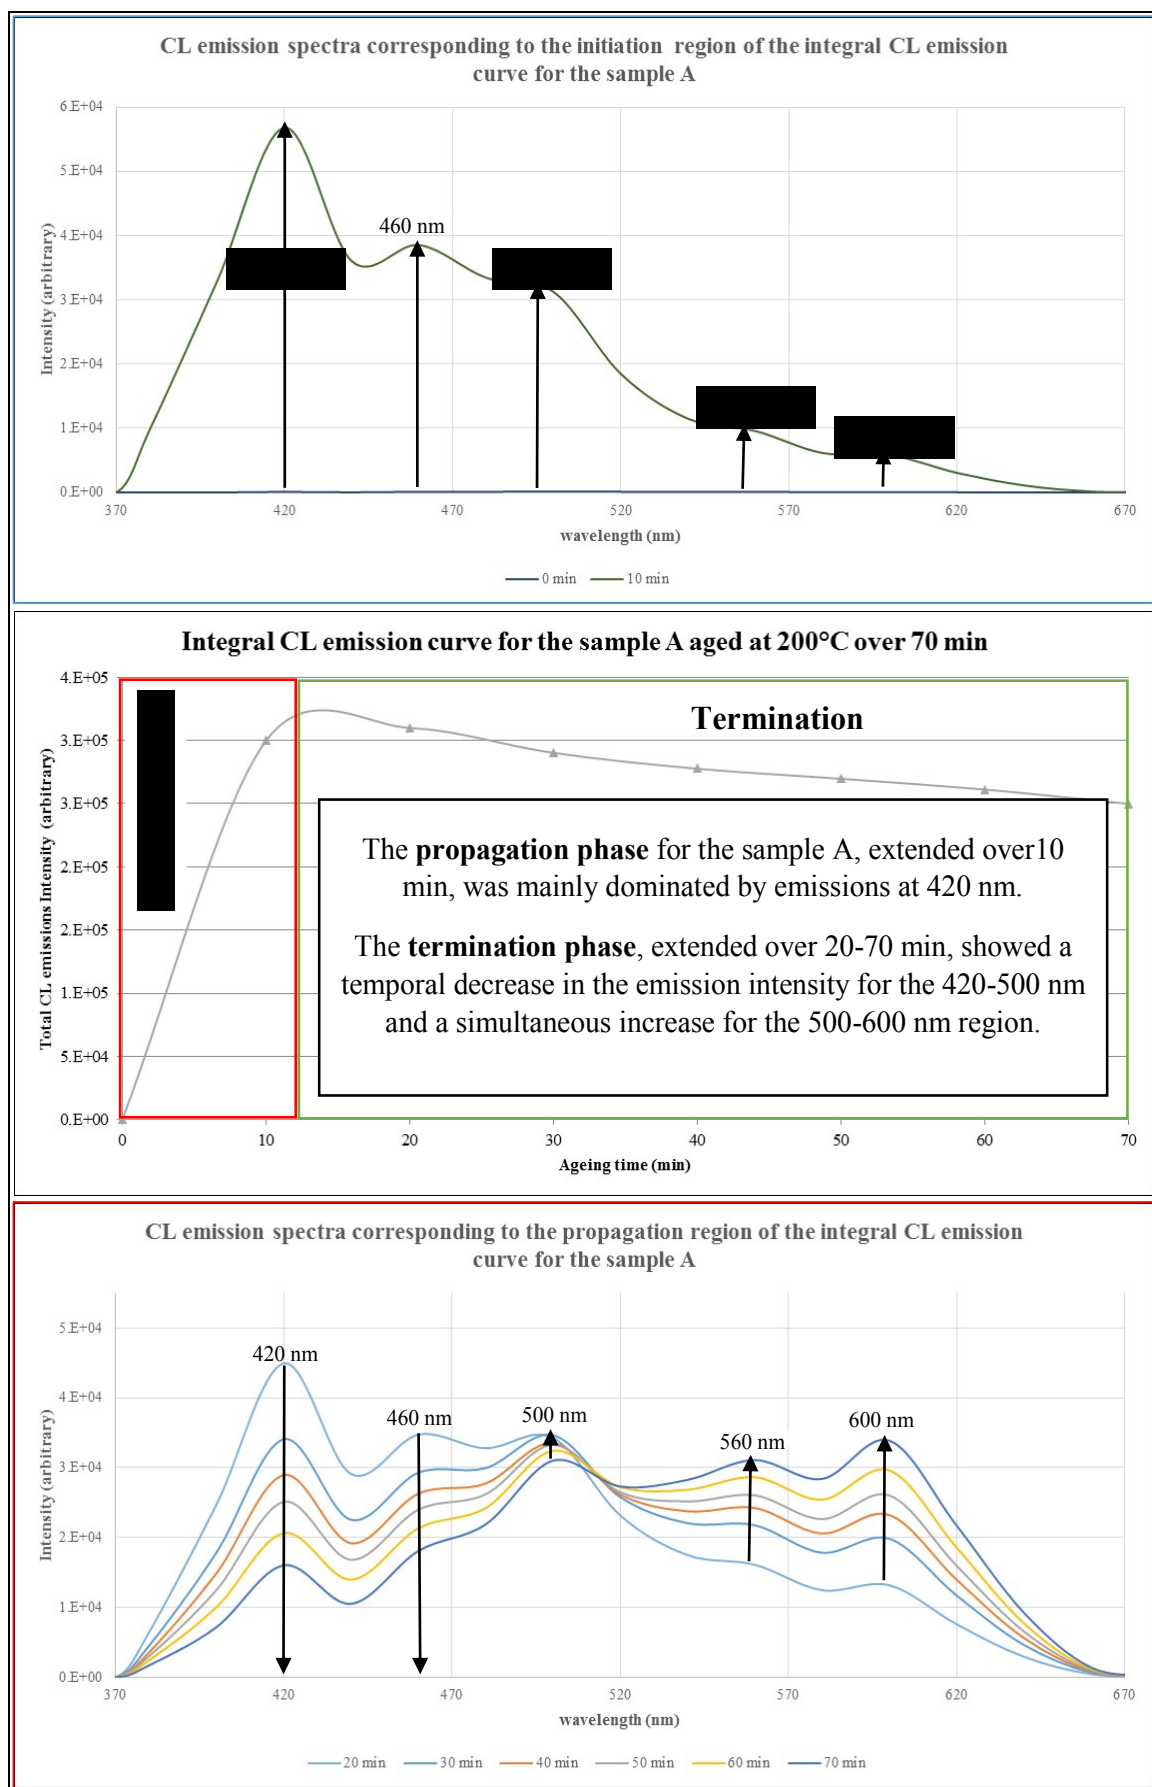 CL emission spectra corresponding to the initiation region of the integral CL emission
curve for the sample A
6.E+04
5.E+04
4.E+04
3.E+04
2.E+04
1.E+04
0.E+00
Intensity (arbitrary)
460 nm
370 420 470 520 570 620 670
wavelength (nm)
0 min 10 min
Integral CL emission curve for the sample A aged at 200°C over 70 min
4.E+05
3.E+05
3.E+05
2.E+05
2.E+05
1.E+05
5.E+04
0.E+00
Total CL emissions Intensity (arbitrary)
Termination
The propagation phase for the sample A, extended over10
min, was mainly dominated by emissions at 420 nm.
The termination phase, extended over 20-70 min, showed a
temporal decrease in the emission intensity for the 420-500 nm
and a simultaneous increase for the 500-600 nm region.
0 10 20 30 40 50 60 70
Ageing time (min)
CL emission spectra corresponding to the propagation region of the integral CL emission
curve for the sample A
5.E+04
4.E+04
3.E+04
2.E+04
1.E+04
0.E+00
Intensity (arbitrary)
420 nm
460 nm
500 nm
560 nm
600 nm
370 420 470 520 570 620 670
wavelength (nm)
20 min 30 min 40 min 50 min 60 min 70 min